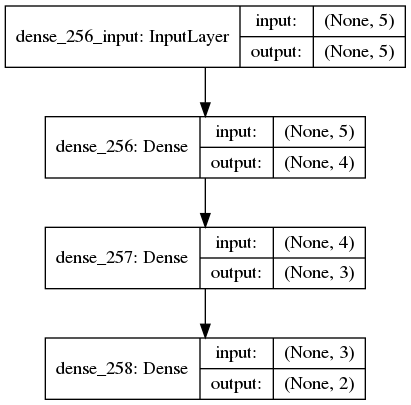 dense_256_input: InputLayer
input: (None, 5)
output: (None, 5)
dense_256: Dense
input: (None, 5)
output: (None, 4)
dense_257: Dense
input: (None, 4)
output: (None, 3)
dense_258: Dense
input: (None, 3)
output: (None, 2)